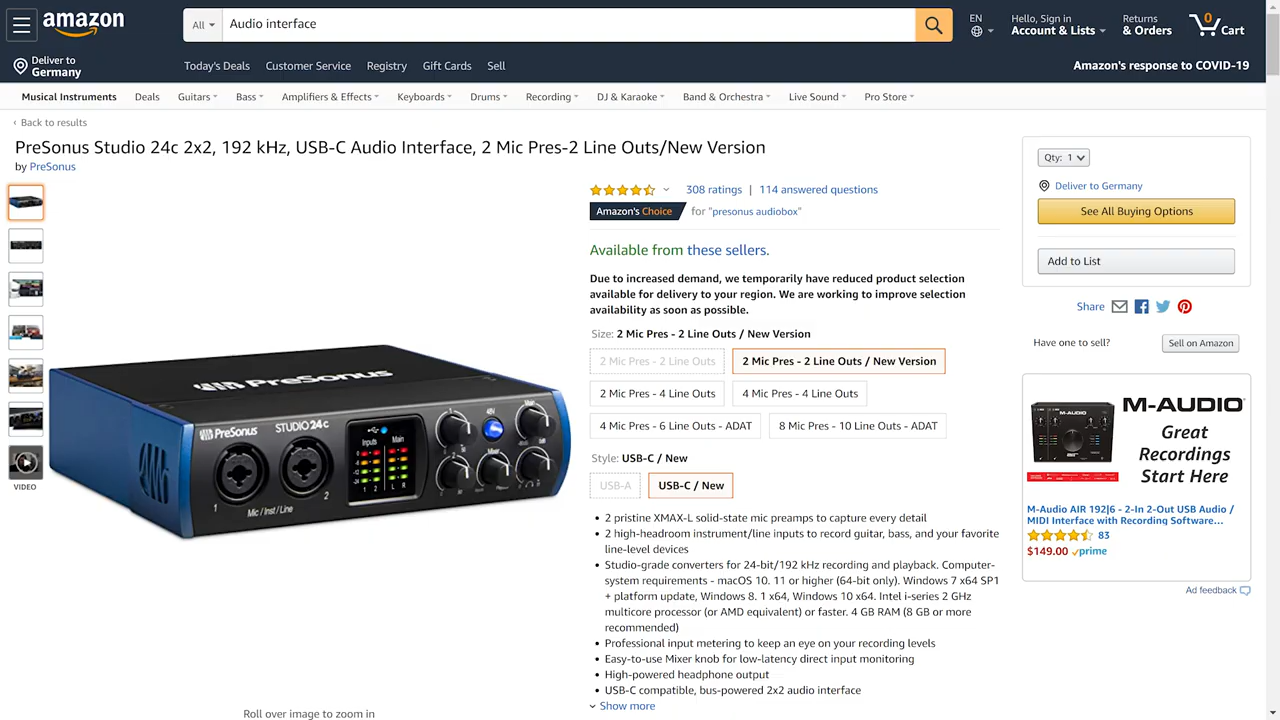 amazon
All
Audio interface
EN
Hello, Sign in
Account & Lists
Returns
& Orders
0
Cart
Deliver to
Germany
Today's Deals
Customer Service
Registry
Gift Cards
Sell
Amazon's response to COVID-19
Musical Instruments
Deals
Guitars
Bass
Amplifiers & Effects
Keyboards
Drums
Recording
DJ & Karaoke
Band & Orchestra
Live Sound
Pro Store
‹ Back to results
PreSonus Studio 24c 2x2, 192 kHz, USB-C Audio Interface, 2 Mic Pres-2 Line Outs/New Version
by PreSonus
VIDEO
PreSonus
PreSonus
STUDIO 24c
Inputs
Main
48V
Main
Mixer
1
2
L
R
1
Mic / Inst / Line
2
Roll over image to zoom in
308 ratings | 114 answered questions
Amazon's Choice for "presonus audiobox"
Available from these sellers.
Due to increased demand, we temporarily have reduced product selection
available for delivery to your region. We are working to improve selection
availability as soon as possible.
Size: 2 Mic Pres - 2 Line Outs / New Version
2 Mic Pres - 2 Line Outs
2 Mic Pres - 2 Line Outs / New Version
2 Mic Pres - 4 Line Outs
4 Mic Pres - 4 Line Outs
4 Mic Pres - 6 Line Outs - ADAT
8 Mic Pres - 10 Line Outs - ADAT
Style: USB-C / New
USB-A
USB-C / New
• 2 pristine XMAX-L solid-state mic preamps to capture every detail
• 2 high-headroom instrument/line inputs to record guitar, bass, and your favorite
line-level devices
• Studio-grade converters for 24-bit/192 kHz recording and playback. Computer-
system requirements - macOS 10. 11 or higher (64-bit only). Windows 7 x64 SP1
+ platform update, Windows 8. 1 x64, Windows 10 x64. Intel i-series 2 GHz
multicore processor (or AMD equivalent) or faster. 4 GB RAM (8 GB or more
recommended)
• Professional input metering to keep an eye on your recording levels
• Easy-to-use Mixer knob for low-latency direct input monitoring
• High-powered headphone output
• USB-C compatible, bus-powered 2x2 audio interface
Show more
Qty: 1
Deliver to Germany
See All Buying Options
Add to List
Share
Have one to sell?
Sell on Amazon
M-AUDIO
Great
Recordings
Start Here
M-Audio AIR 192|6 - 2-In 2-Out USB Audio /
MIDI Interface with Recording Software...
83
$149.00 prime
Ad feedback